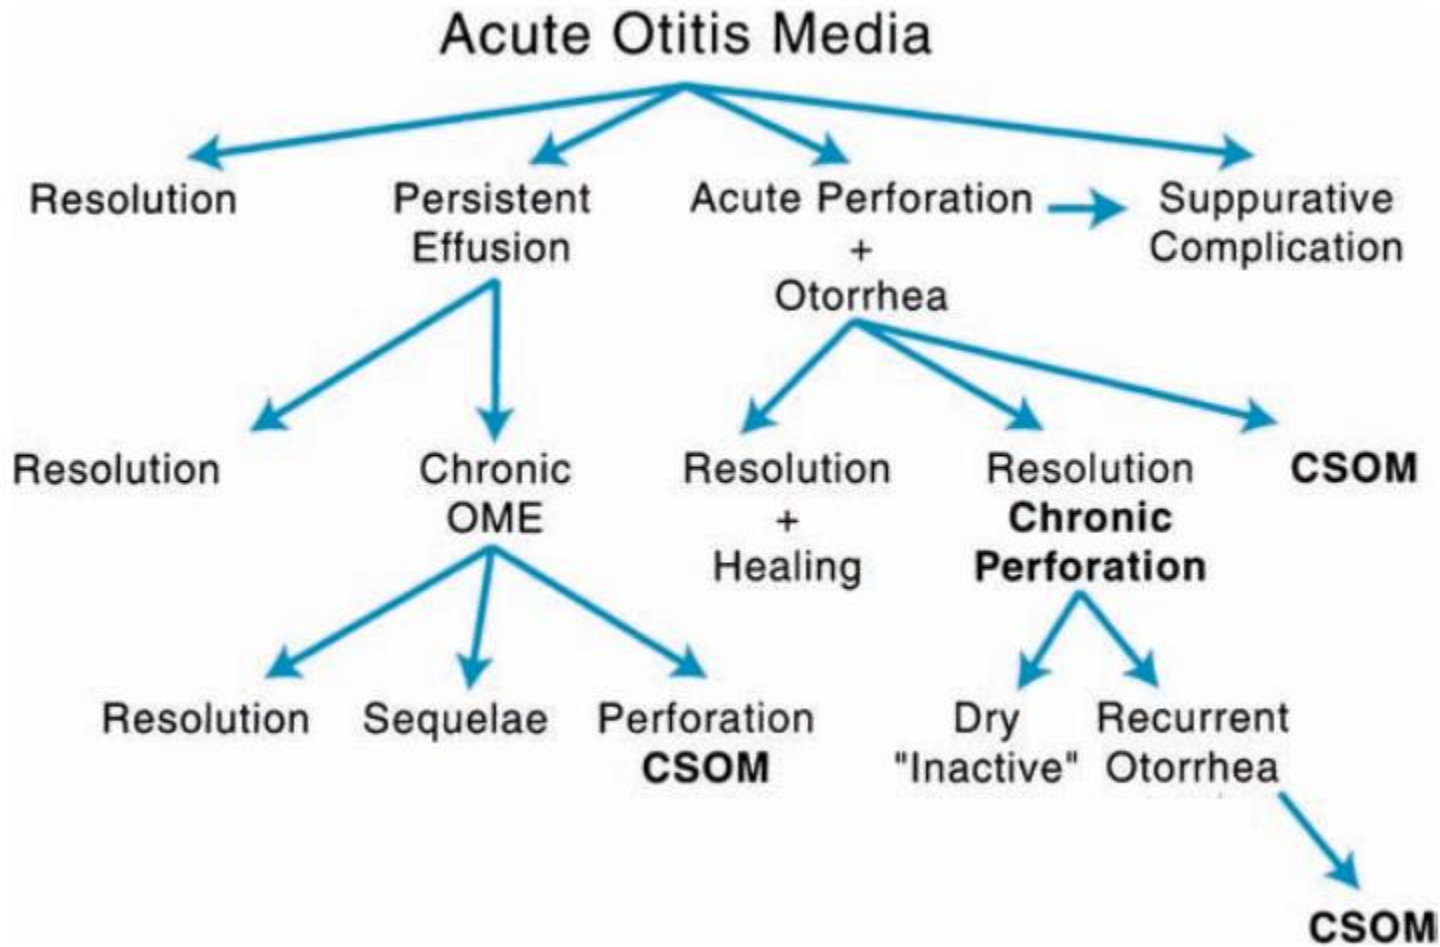 Acute Otitis Media
Resolution
Persistent
Effusion
Acute Perforation
+
Otorrhea
Suppurative
Complication
Resolution
Chronic
OME
Resolution
+
Healing
Resolution
Chronic
Perforation
CSOM
Resolution
Sequelae
Perforation
CSOM
Dry
"Inactive"
Recurrent
Otorrhea
CSOM